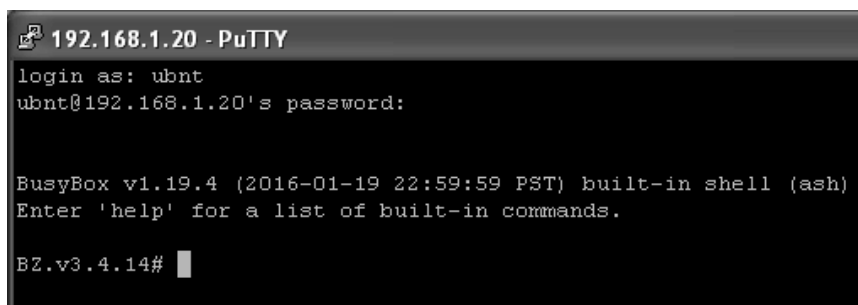 192.168.1.20 - PuTTY
login as: ubnt
ubnt@192.168.1.20's password:
BusyBox v1.19.4 (2016-01-19 22:59:59 PST) built-in shell (ash)
Enter 'help' for a list of built-in commands.
BZ.v3.4.14#